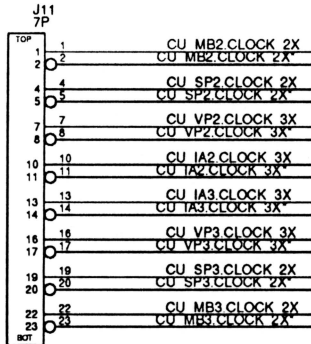 J11
7P
TOP
1 1 CU MB2.CLOCK 2X
2 2 CU MB2.CLOCK 2X*
4 4 CU SP2.CLOCK 2X
5 5 CU SP2.CLOCK 2X*
7 7 CU VP2.CLOCK 3X
8 8 CU VP2.CLOCK 3X*
10 10 CU IA2.CLOCK 3X
11 11 CU IA2.CLOCK 3X*
13 13 CU IA3.CLOCK 3X
14 14 CU IA3.CLOCK 3X*
16 16 CU VP3.CLOCK 3X
17 17 CU VP3.CLOCK 3X*
19 19 CU SP3.CLOCK 2X
20 20 CU SP3.CLOCK 2X*
22 22 CU MB3.CLOCK 2X
23 23 CU MB3.CLOCK 2X*
BOT